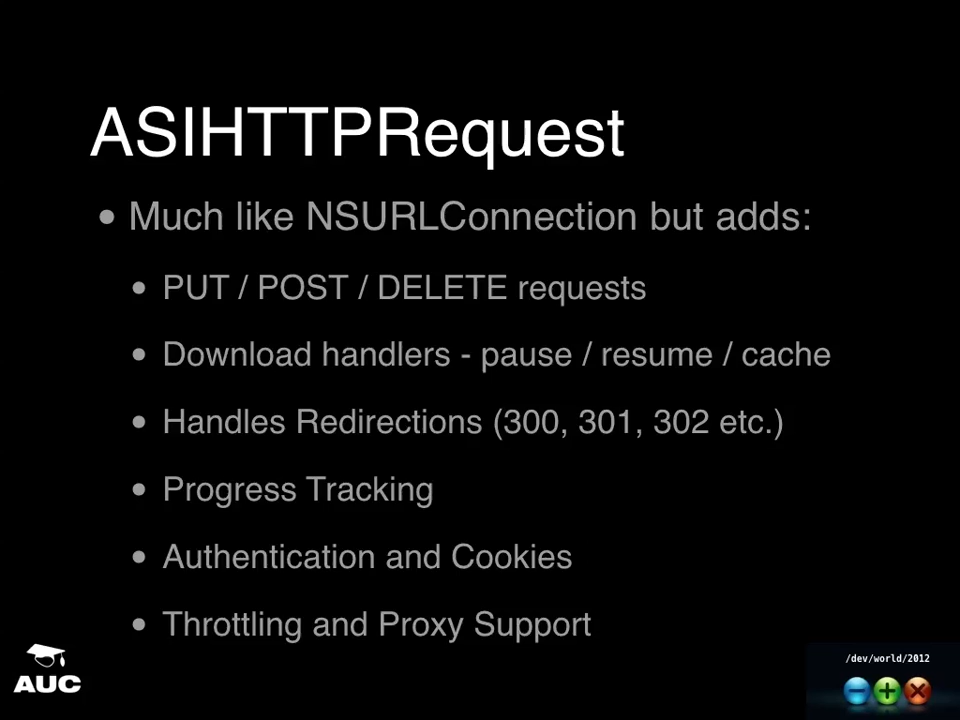 ASIHTTPRequest
• Much like NSURLConnection but adds:
• PUT / POST / DELETE requests
• Download handlers - pause / resume / cache
• Handles Redirections (300, 301, 302 etc.)
• Progress Tracking
• Authentication and Cookies
• Throttling and Proxy Support
AUC
/dev/world/2012